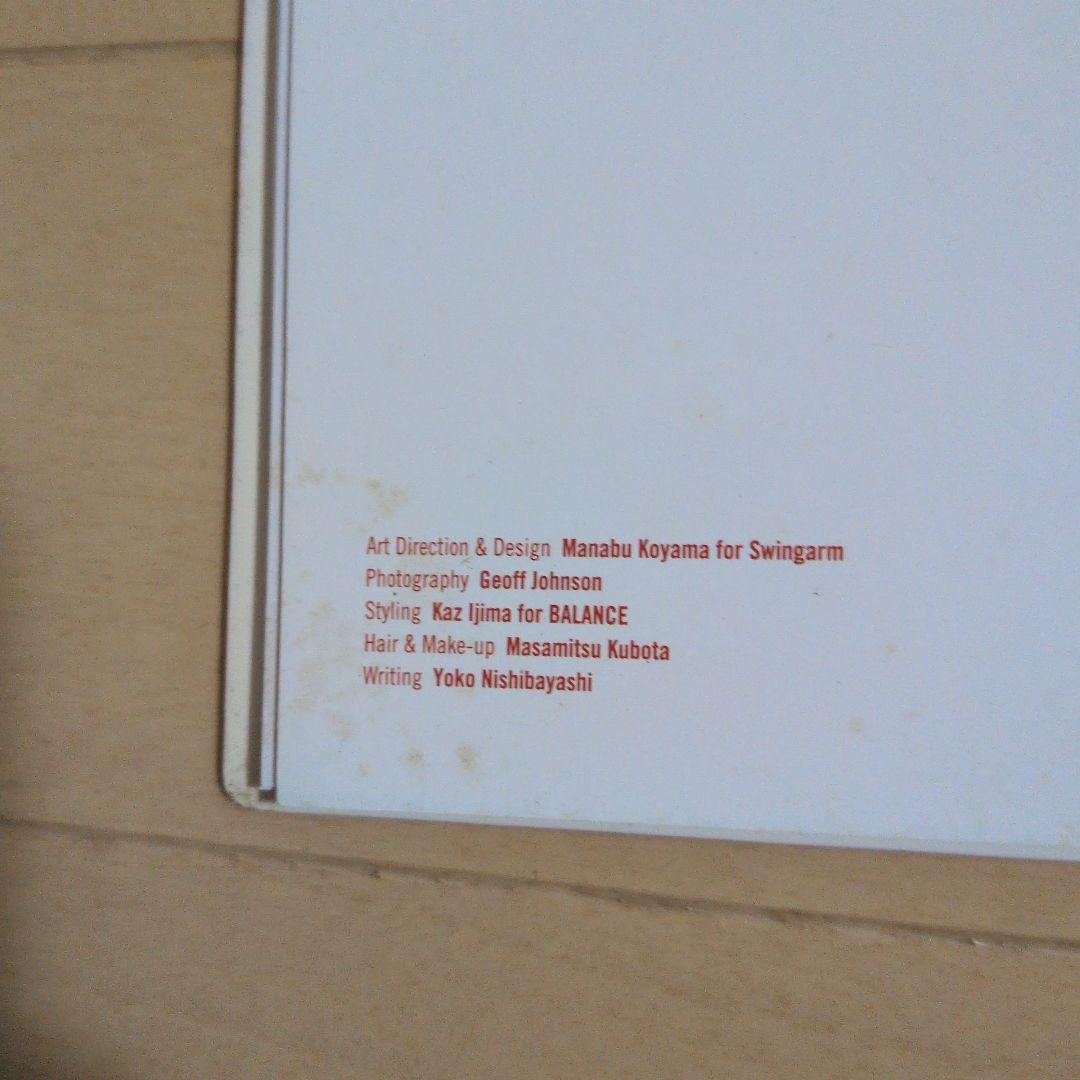 Art Direction & Design Manabu Koyama for Swingarm
Photography Geoff Johnson
Styling Kaz Ijima for BALANCE
Hair & Make-up Masamitsu Kubota
Writing Yoko Nishibayashi